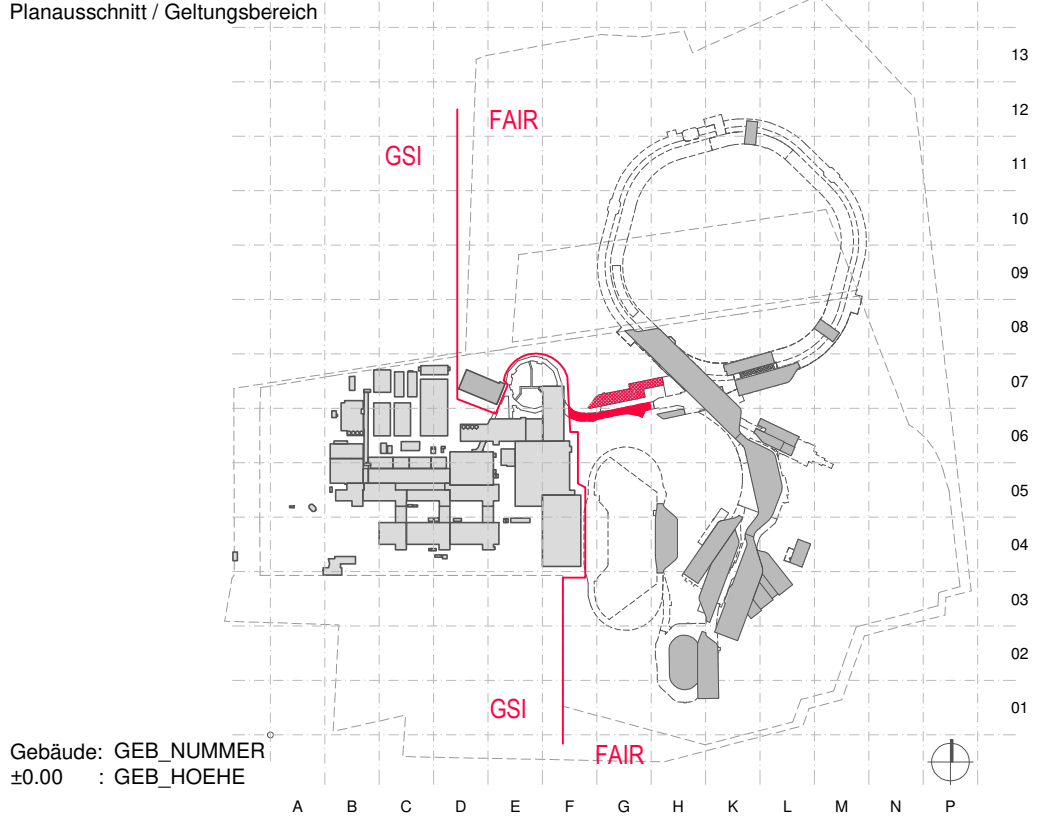 Planausschnitt / Geltungsbereich
13
FAIR
12
GSI
11
10
09
08
07
06
05
04
03
02
GSI
01
FAIR
Gebäude: GEB_NUMMER
±0.00 : GEB_HOEHE
A B C D E F G H K L M N P